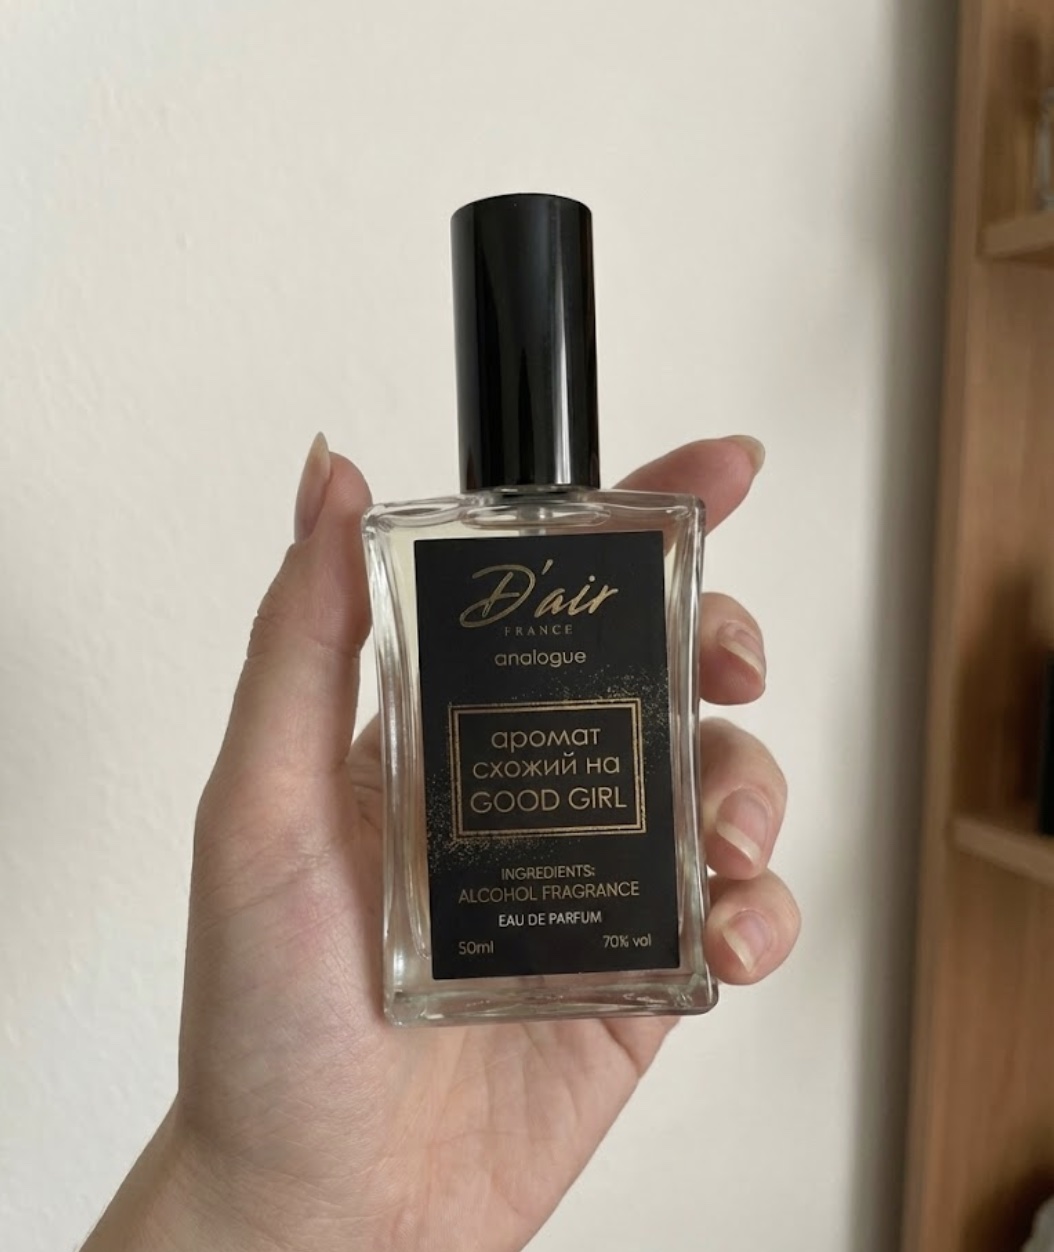 D'air
FRANCE
analogue
аромат
схожий на
GOOD GIRL
INGREDIENTS:
ALCOHOL FRAGRANCE
EAU DE PARFUM
50ml 70% vol